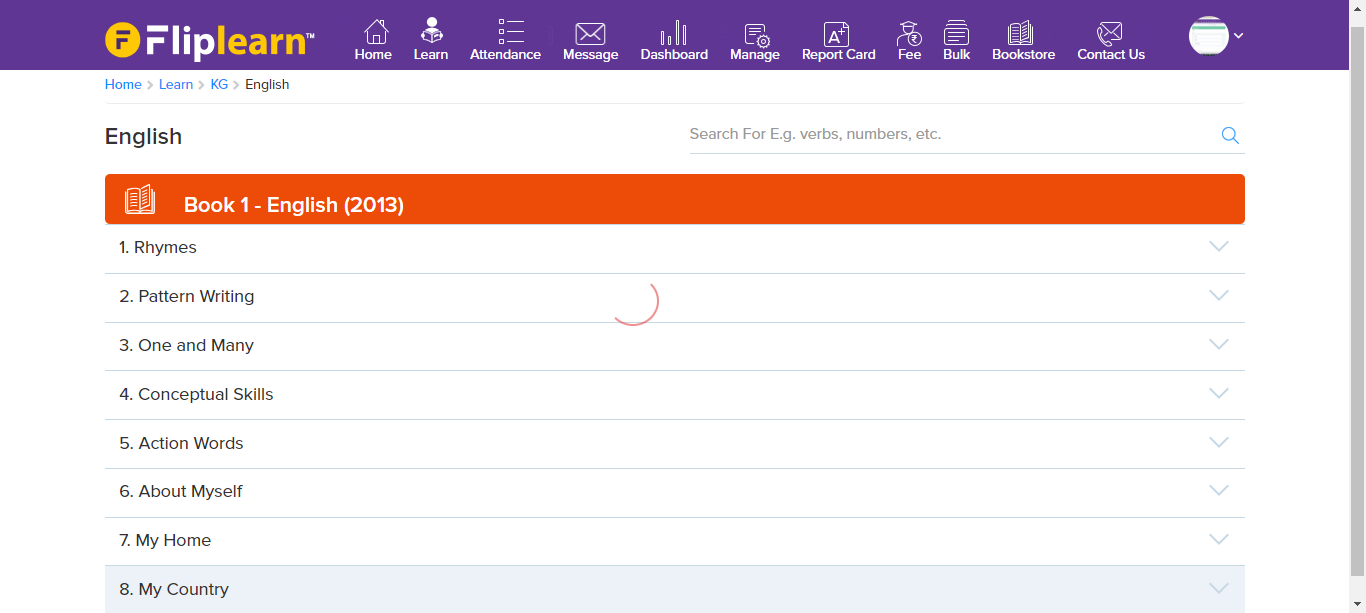 Fliplearn™
Home Learn Attendance Message Dashboard Manage Report Card Fee Bulk Bookstore Contact Us
Home > Learn > KG > English
English
Search For E.g. verbs, numbers, etc.
Book 1 - English (2013)
1. Rhymes
2. Pattern Writing
3. One and Many
4. Conceptual Skills
5. Action Words
6. About Myself
7. My Home
8. My Country